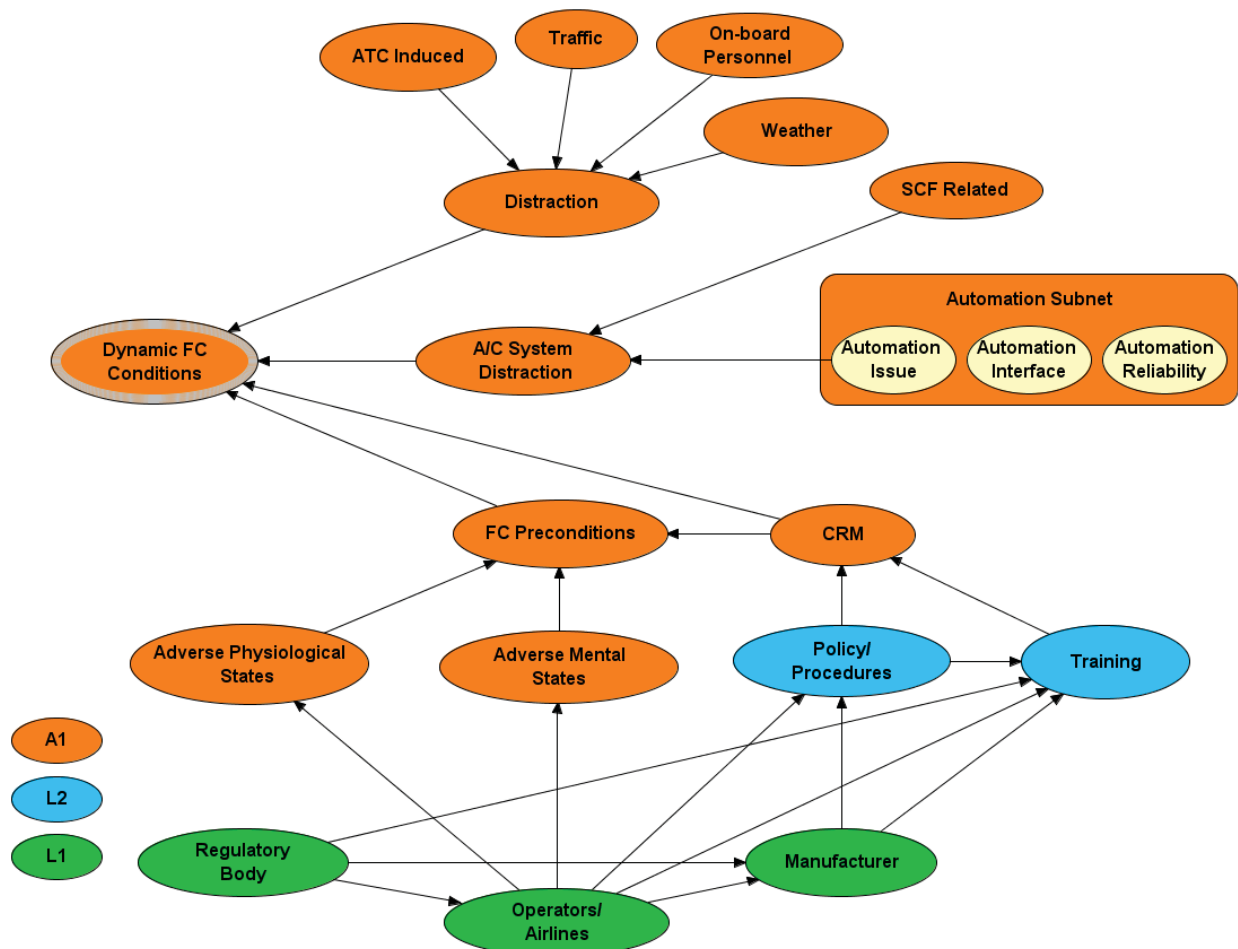 ATC Induced
Traffic
On-board
Personnel
Weather
Distraction
SCF Related
Automation Subnet
Automation
Issue
Automation
Interface
Automation
Reliability
Dynamic FC
Conditions
A/C System
Distraction
FC Preconditions
CRM
Adverse Physiological
States
Adverse Mental
States
Policy/
Procedures
Training
A1
L2
L1
Regulatory
Body
Operators/
Airlines
Manufacturer